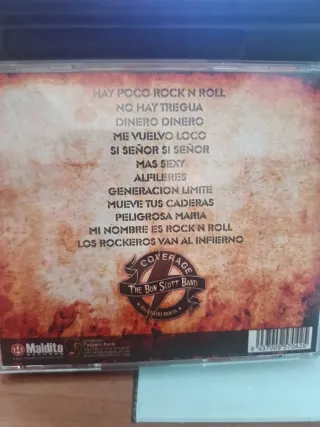 HAY POCO ROCK N ROLL
NO HAY TREGUA
DINERO DINERO
ME VUELVO LOCO
SI SEÑOR SI SEÑOR
MAS SEXY
ALFILERES
GENERACION LIMITE
MUEVE TUS CADERAS
PELIGROSA MARIA
MI NOMBRE ES ROCK N ROLL
LOS ROCKEROS VAN AL INFIERNO
COVERAGE
THE BON SCOTT BAND
Maldito